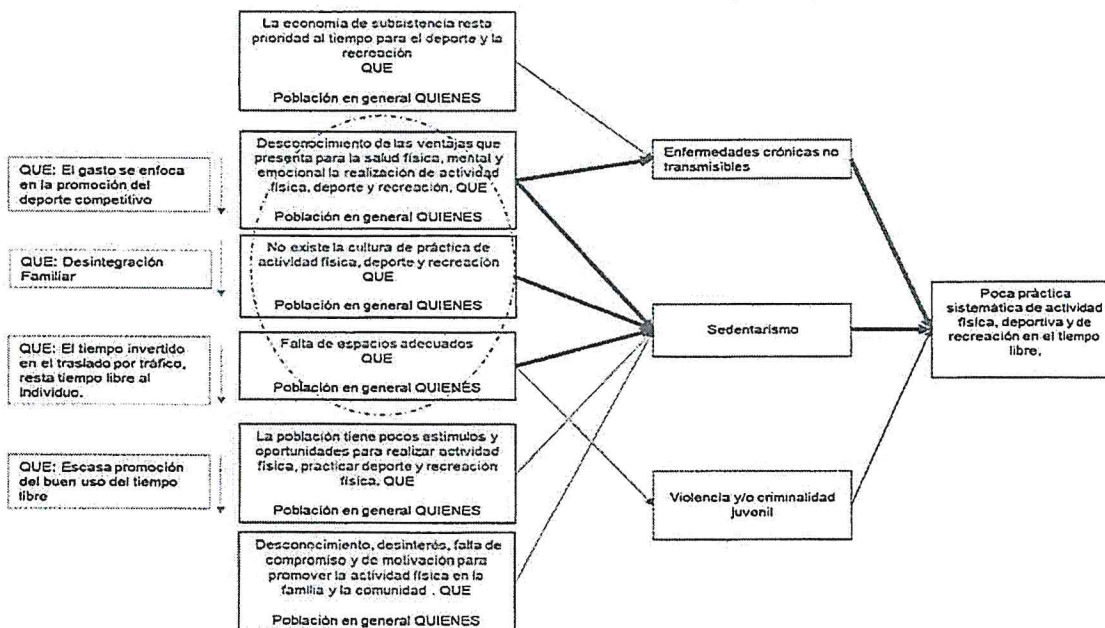 La economía de subsistencia resta
prioridad al tiempo para el deporte y la
recreación
QUE
Población en general QUIENES
QUE: El gasto se enfoca
en la promoción del
deporte competitivo
Desconocimiento de las ventajas que
presenta para la salud física, mental y
emocional la realización de actividad
física, deporte y recreación, QUE
Población en general QUIENES
QUE: Desintegración
Familiar
No existe la cultura de práctica de
actividad física, deporte y recreación
QUE
Población en general QUIENES
QUE: El tiempo invertido
en el traslado por tráfico,
resta tiempo libre al
individuo.
Falta de espacios adecuados
QUE
Población en general QUIENES
QUE: Escasa promoción
del buen uso del tiempo
libre
La población tiene pocos estímulos y
oportunidades para realizar actividad
física, practicar deporte y recreación
física. QUE
Población en general QUIENES
Desconocimiento, desinterés, falta de
compromiso y de motivación para
promover la actividad física en la
familia y la comunidad . QUE
Población en general QUIENES
Enfermedades crónicas no
transmisibles
Sedentarismo
Violencia y/o criminalidad
juvenil
Poca práctica
sistemática de actividad
física, deportiva y de
recreación en el tiempo
libre.